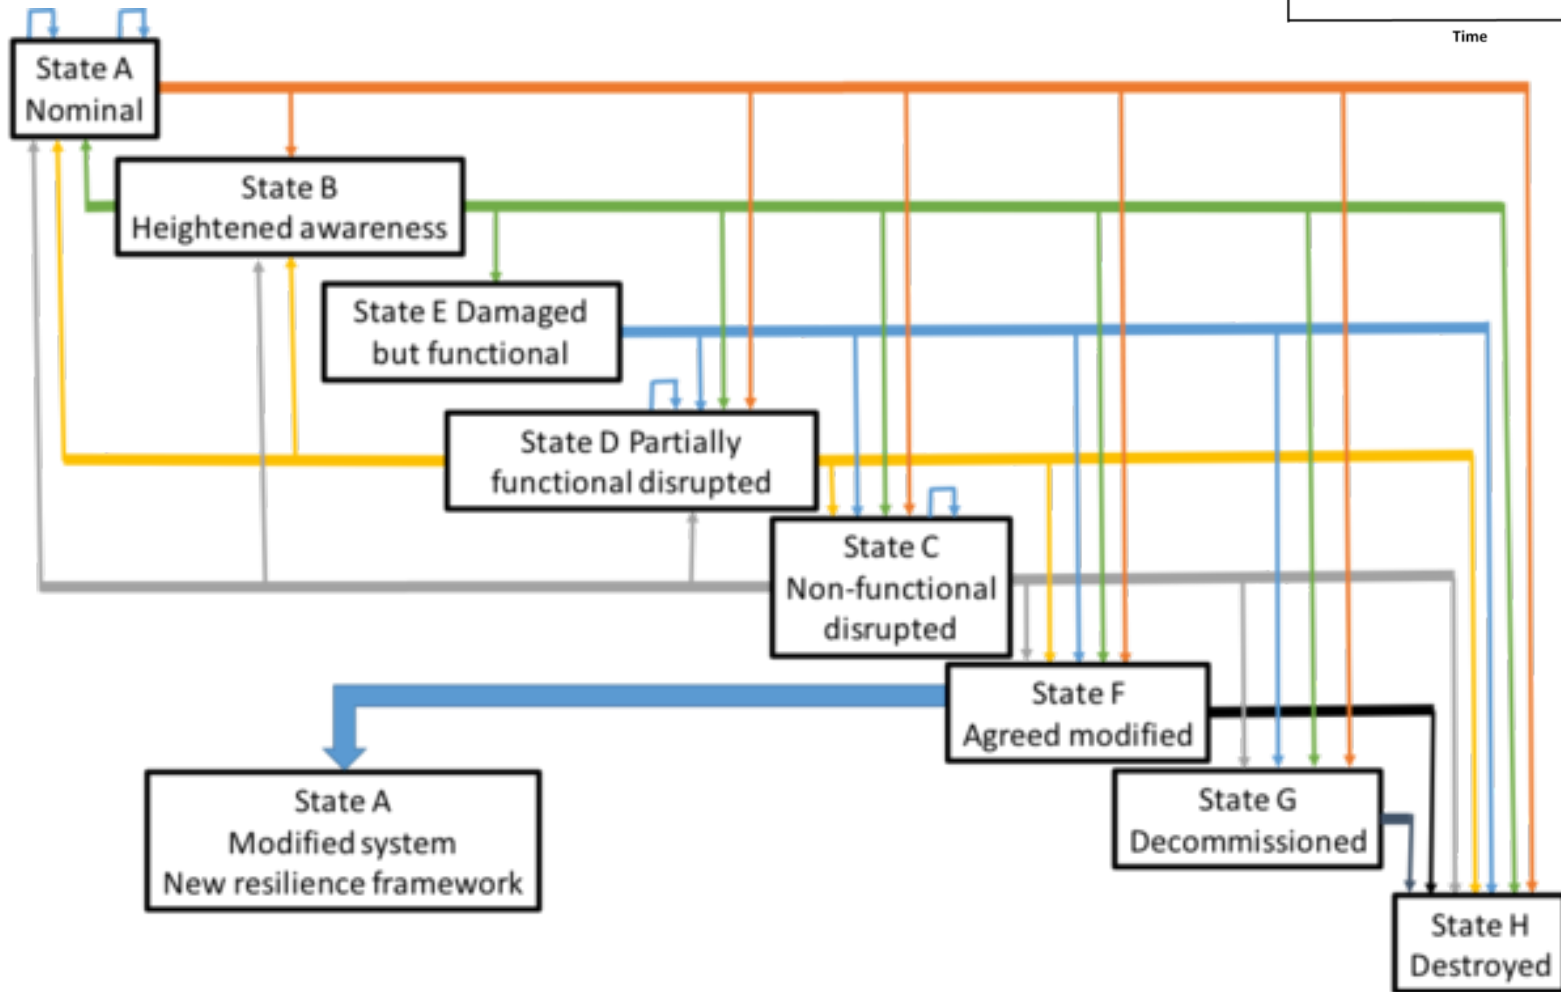 Time
State A
Nominal
State B
Heightened awareness
State E Damaged
but functional
State D Partially
functional disrupted
State C
Non-functional
disrupted
State F
Agreed modified
State A
Modified system
New resilience framework
State G
Decommissioned
State H
Destroyed